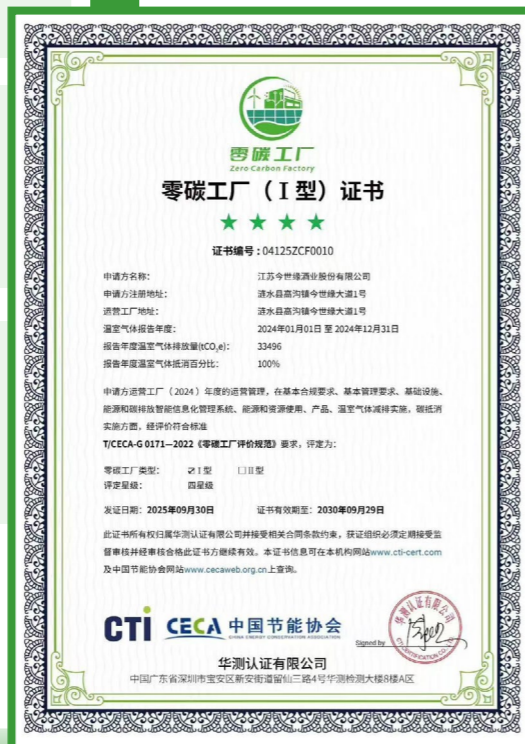 零碳工厂
Zero Carbon Factory
零碳工厂（Ⅰ型）证书
证书编号：04125ZCF0010
申请方名称： 江苏今世缘酒业股份有限公司
申请方注册地址： 涟水县高沟镇今世缘大道1号
运营工厂地址： 涟水县高沟镇今世缘大道1号
温室气体报告年度： 2024年01月01日 至 2024年12月31日
报告年度温室气体排放量(tCO₂e)： 33496
报告年度温室气体抵消百分比： 100%
申请方运营工厂（2024）年度的运营管理，在基本合规要求、基本管理要求、基础设施、
能源和碳排放智能信息化管理系统、能源和资源使用、产品、温室气体减排实施，碳抵消
实施方面，经评价符合标准
T/CECA-G 0171—2022《零碳工厂评价规范》要求，评定为：
零碳工厂类型： ☑Ⅰ型 ☐Ⅱ型
评定星级： 四星级
发证日期：2025年09月30日 证书有效期至：2030年09月29日
此证书所有权归属华测认证有限公司并接受相关合同条款约束，获证组织必须定期接受监
督审核并经审核合格此证书方继续有效。本证书信息可在本机构网站www.cti-cert.com
及中国节能协会网站www.cecaweb.org.cn上查询。
CTI CECA 中国节能协会
CHINA ENERGY CONSERVATION ASSOCIATION
Signed by
华测认证有限公司
CTI CERTIFICATION CO., LTD
华测认证有限公司
中国广东省深圳市宝安区新安街道留仙三路4号华测检测大楼8楼A区